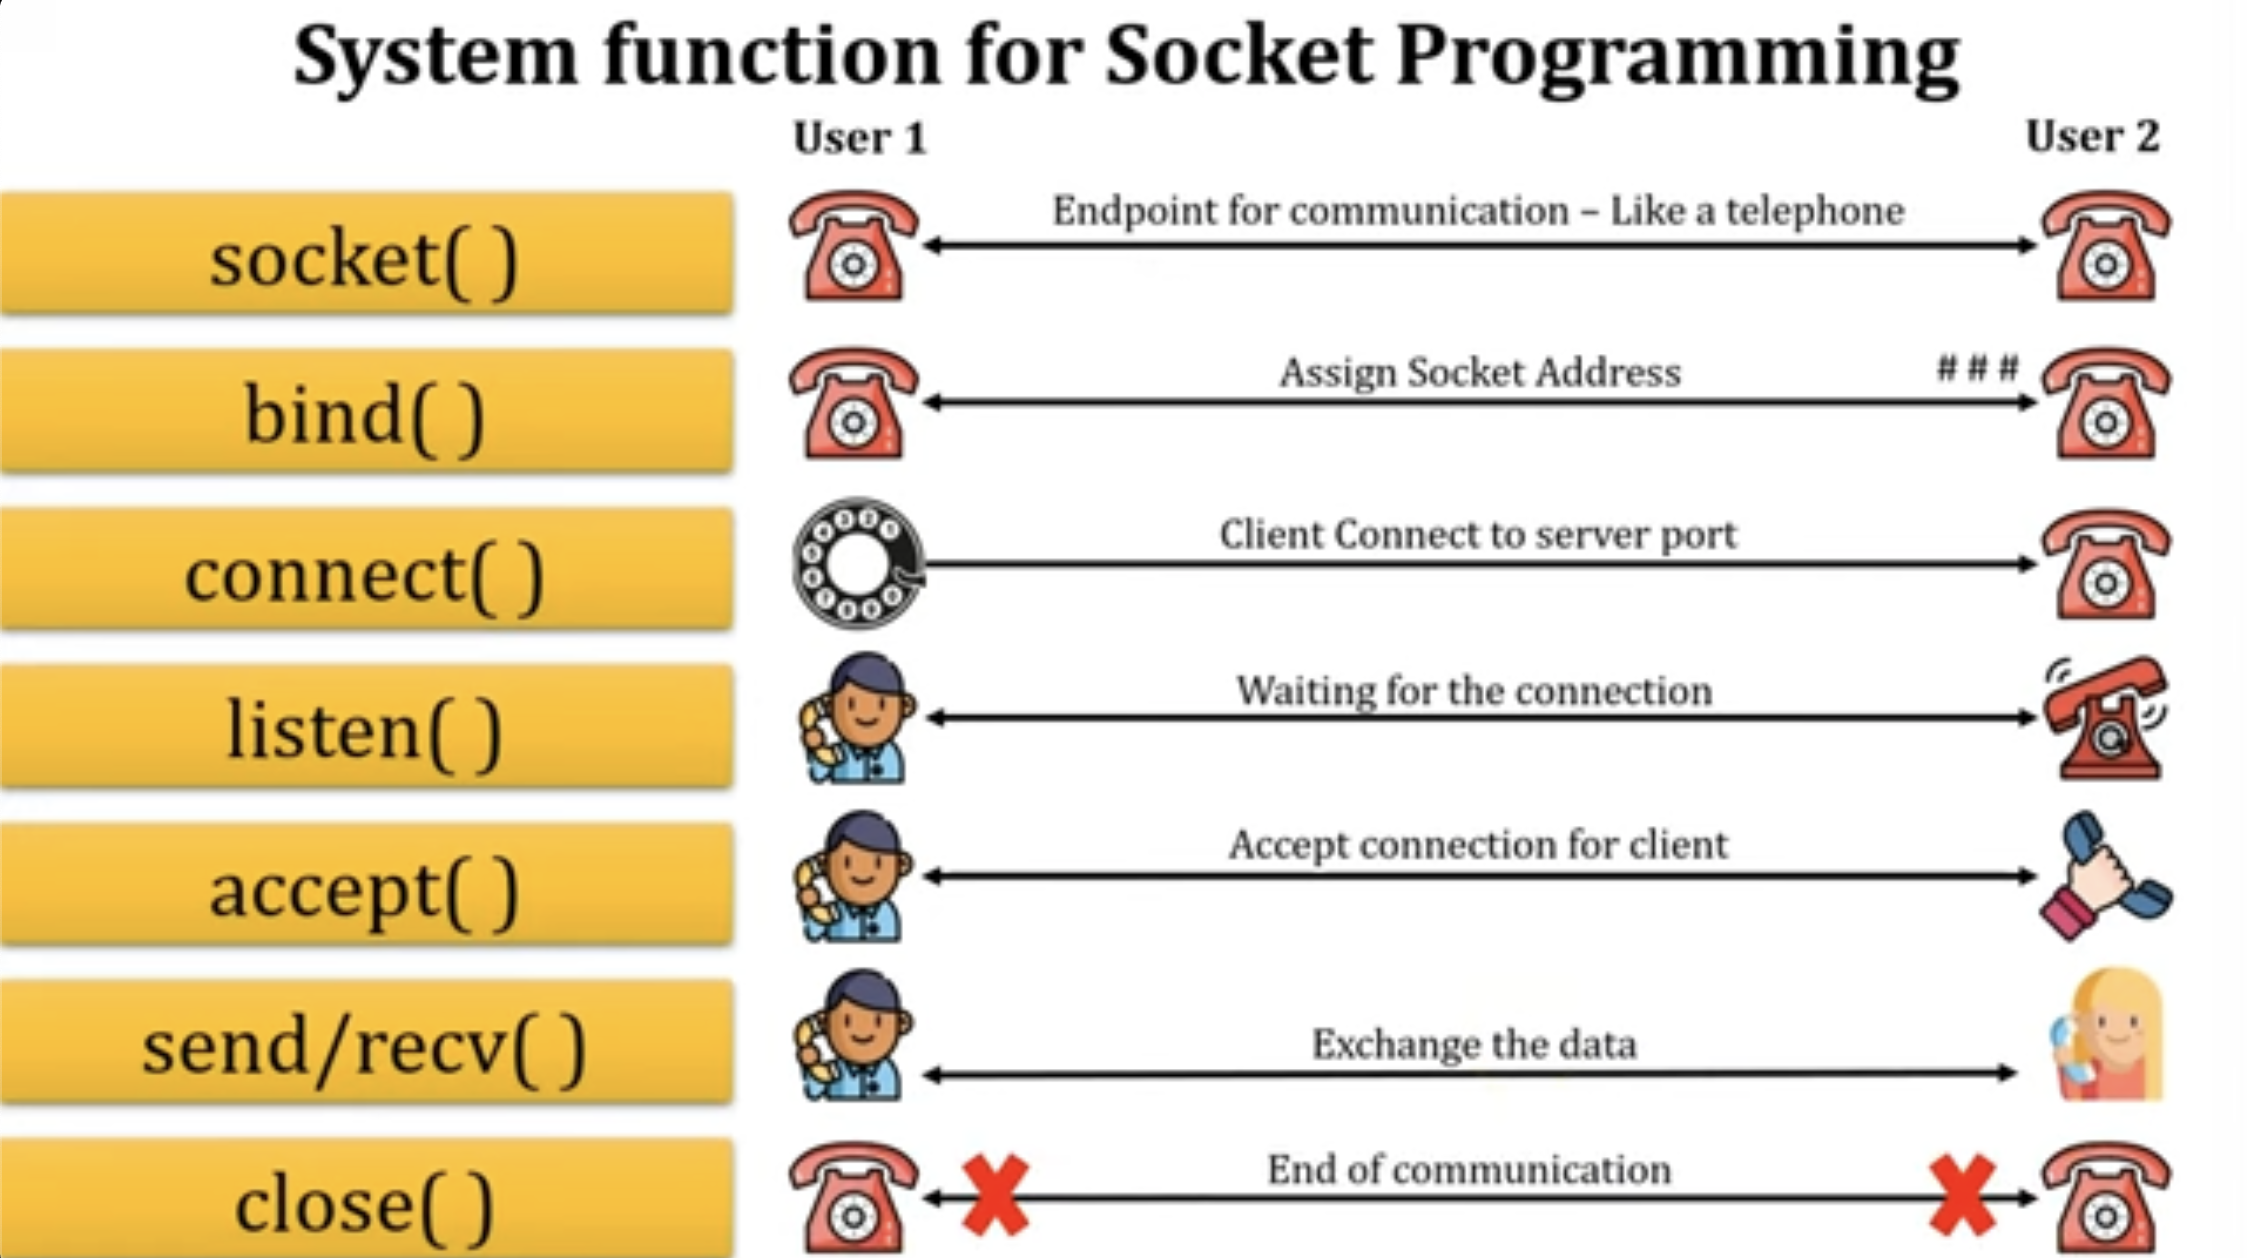 System function for Socket Programming
User 1
User 2
socket( )
Endpoint for communication – Like a telephone
bind( )
Assign Socket Address
# # #
connect( )
Client Connect to server port
listen( )
Waiting for the connection
accept( )
Accept connection for client
send/recv( )
Exchange the data
close( )
End of communication